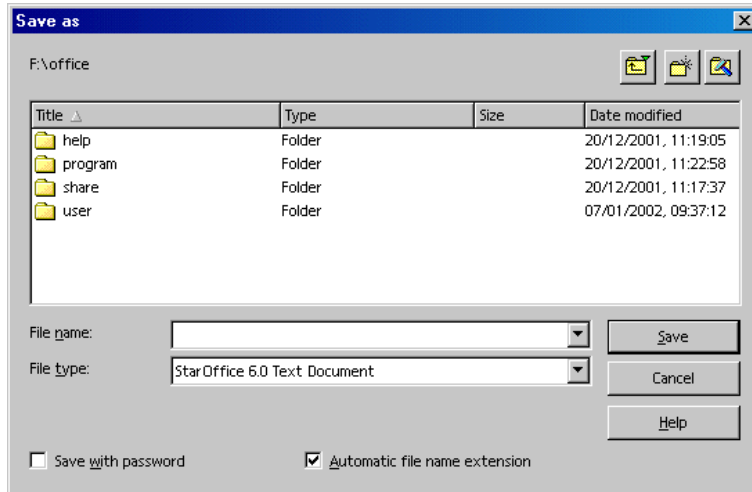 Save as
F:\office
Title Type Size Date modified
help Folder 20/12/2001, 11:19:05
program Folder 20/12/2001, 11:22:58
share Folder 20/12/2001, 11:17:37
user Folder 07/01/2002, 09:37:12
File name: Save
File type: StarOffice 6.0 Text Document Cancel
Help
Save with password Automatic file name extension